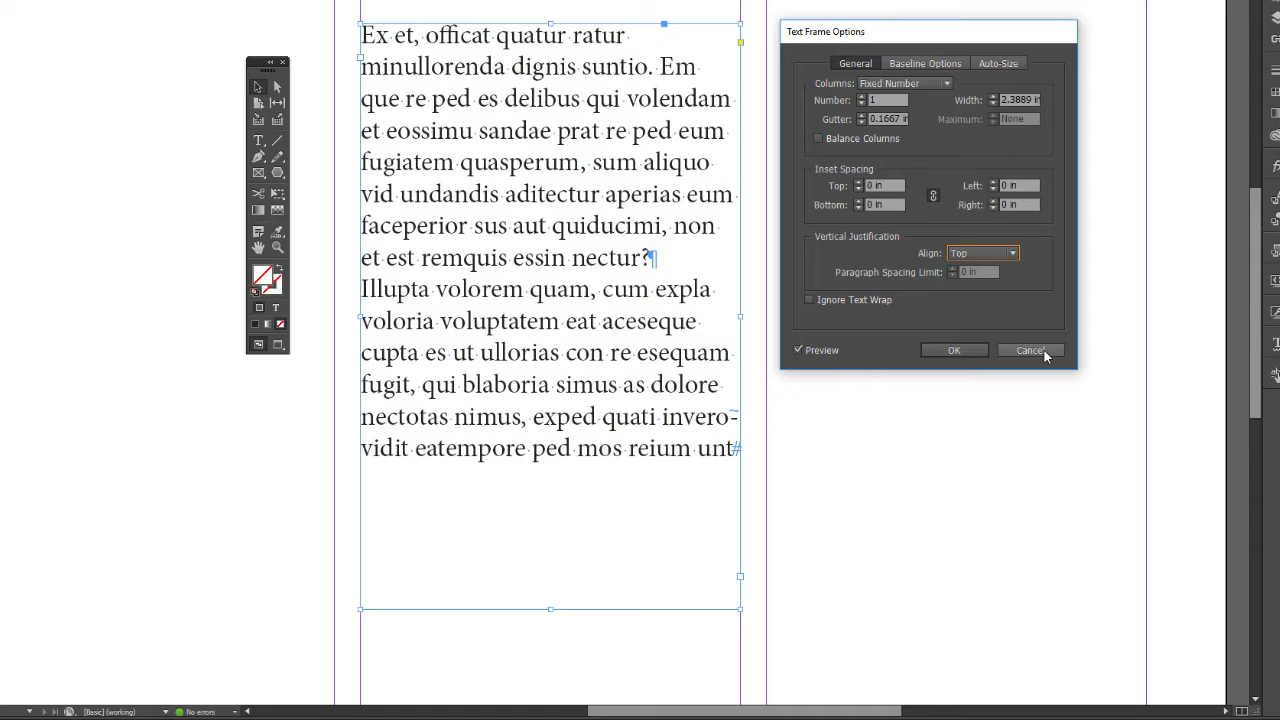 Ex et, officat quatur ratur
minullorenda dignis suntio. Em
que re ped es delibus qui volendam
et eossimu sandae prat re ped eum
fugiatem quasperum, sum aliquo
vid undandis aditectur aperias eum
faceperior sus aut quiducimi, non
et est remquis essin nectur?¶
Illupta volorem quam, cum expla
voloria voluptatem eat aceseque
cupta es ut ullorias con re esequam
fugit, qui blaboria simus as dolore
nectotas nimus, exped quati invero-
vidit eatempore ped mos reium unt#
Text Frame Options
General Baseline Options Auto-Size
Columns: Fixed Number
Number: 1 Width: 2.3889 in
Gutter: 0.1667 in Maximum: None
Balance Columns
Inset Spacing
Top: 0 in Left: 0 in
Bottom: 0 in Right: 0 in
Vertical Justification
Align: Top
Paragraph Spacing Limit: 0 in
Ignore Text Wrap
Preview OK Cancel
[Basic] (working) No errors